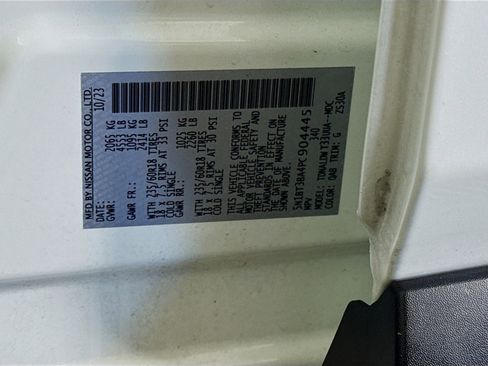 MFD BY NISSAN MOTOR CO., LTD.
DATE: 10/23
GVWR: 2065 KG
4553 LB
GAWR FR.: 1095 KG
2414 LB
WITH 235/60R18 TIRES
18 X 7.5 RIMS AT 33 PSI
COLD SINGLE
GAWR RR.: 1025 KG
2260 LB
WITH 235/60R18 TIRES
18 X 7.5 RIMS AT 30 PSI
COLD SINGLE
THIS VEHICLE CONFORMS TO
ALL APPLICABLE FEDERAL
MOTOR VEHICLE SAFETY AND
THEFT PREVENTION
STANDARDS IN EFFECT ON
THE DATE OF MANUFACTURE
SHOWN ABOVE.
5N1BT3BA4PC904445
MPV 340
MODEL: TDNALDW T33UUA-MDC
COLOR: QAB TRIM: G ZS30A